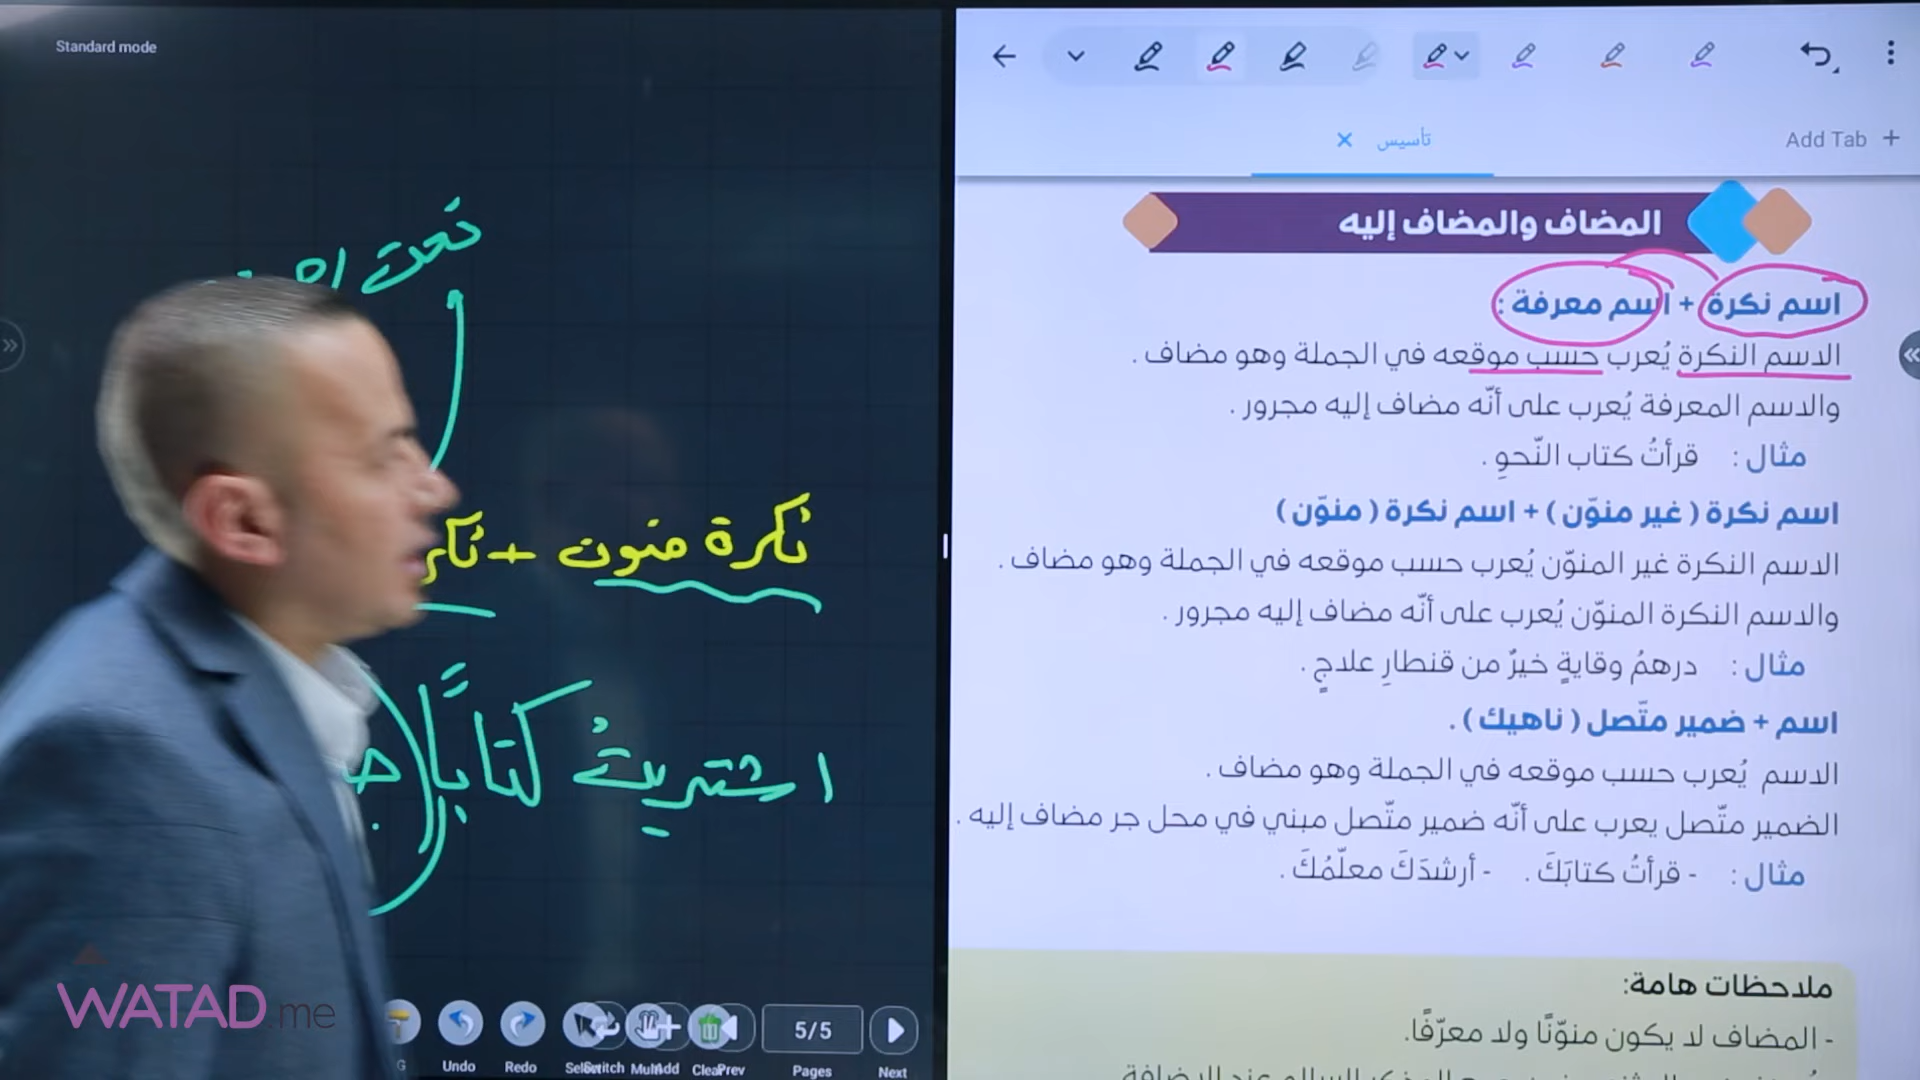 Standard mode
تأسيس
Add Tab
المضاف والمضاف إليه
اسم نكرة + اسم معرفة :
الاسم النكرة يُعرب حسب موقعه في الجملة وهو مضاف .
والاسم المعرفة يُعرب على أنّه مضاف إليه مجرور .
مثال : قرأتُ كتاب النّحوِ .
اسم نكرة ( غير منوّن ) + اسم نكرة ( منوّن )
الاسم النكرة غير المنوّن يُعرب حسب موقعه في الجملة وهو مضاف .
والاسم النكرة المنوّن يُعرب على أنّه مضاف إليه مجرور .
مثال : درهمُ وقايةٍ خيرٌ من قنطارِ علاجٍ .
اسم + ضمير متّصل ( ناهيك ) .
الاسم يُعرب حسب موقعه في الجملة وهو مضاف .
الضمير متّصل يعرب على أنّه ضمير متّصل مبني في محل جر مضاف إليه .
مثال : - قرأتُ كتابَكَ . - أرشدَكَ معلّمُكَ .
ملاحظات هامة:
- المضاف لا يكون منوّنًا ولا معرّفًا.
نعت
نكرة منون +
اشتريتُ كتابًا
WATAD.me
Undo
Redo
5/5
Pages
Next